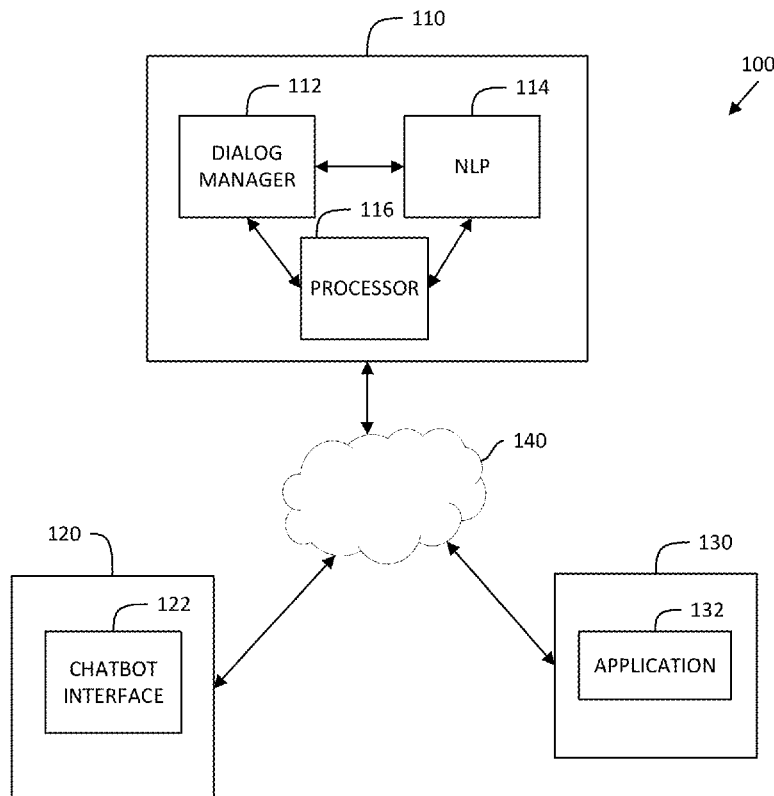 110
100
112
114
DIALOG
MANAGER
NLP
116
PROCESSOR
140
120
130
122
132
CHATBOT
INTERFACE
APPLICATION